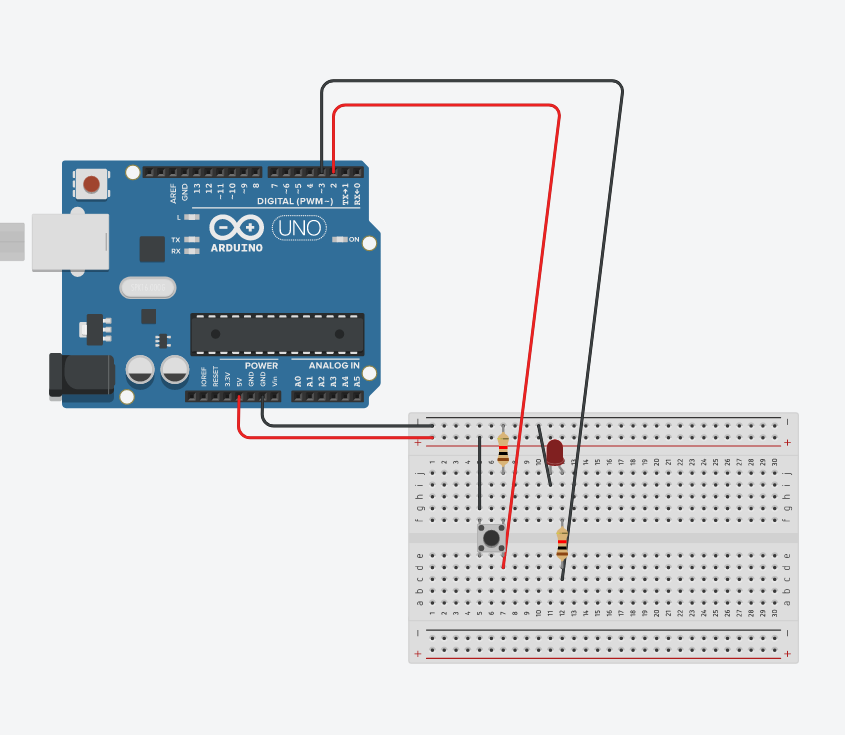 AREF
GND
13
12
~11
~10
~9
8
7
~6
~5
4
~3
2
TX→1
RX←0
DIGITAL (PWM~)
L
TX
RX
ARDUINO
UNO
ON
POWER
ANALOG IN
IOREF
RESET
3.3V
5V
GND
GND
Vin
A0
A1
A2
A3
A4
A5
− −
+ +
1 2 3 4 5 6 7 8 9 10 11 12 13 14 15 16 17 18 19 20 21 22 23 24 25 26 27 28 29 30
j j
i i
h h
g g
f f
e e
d d
c c
b b
a a
1 2 3 4 5 6 7 8 9 10 11 12 13 14 15 16 17 18 19 20 21 22 23 24 25 26 27 28 29 30
− −
+ +